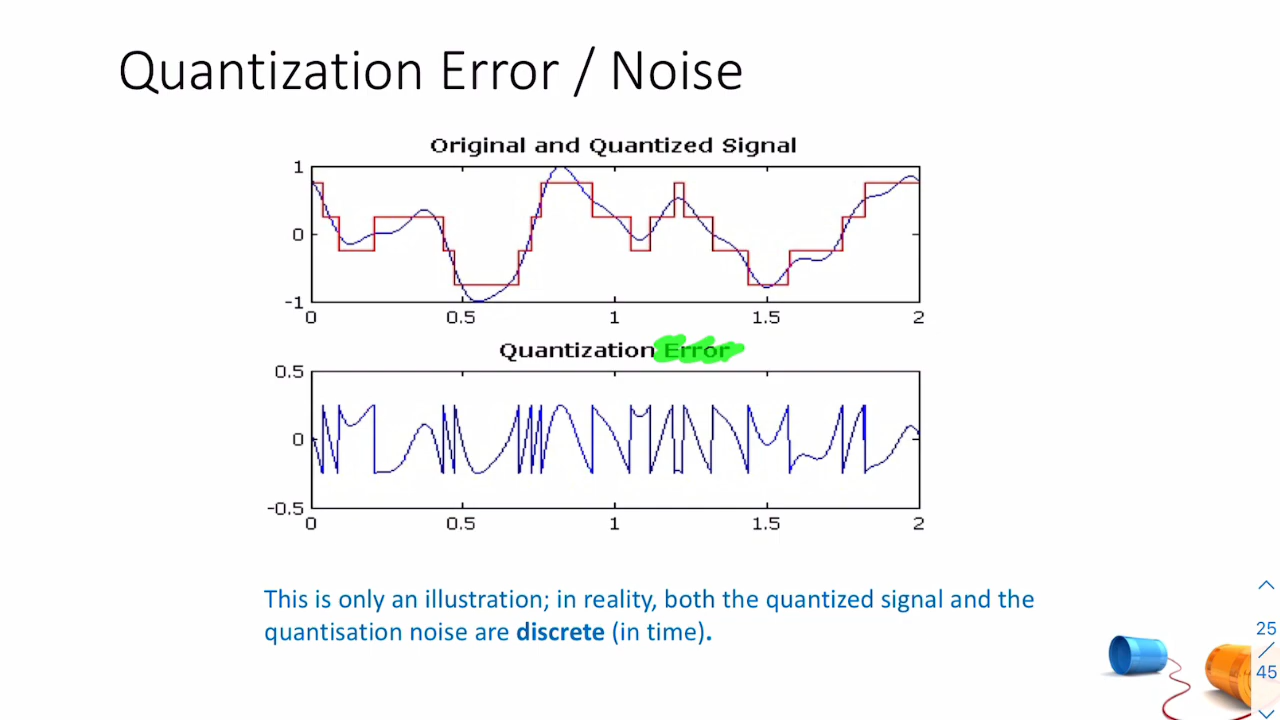 Quantization Error / Noise
Original and Quantized Signal
1
0
-1
0 0.5 1 1.5 2
Quantization Error
0.5
0
-0.5
0 0.5 1 1.5 2
This is only an illustration; in reality, both the quantized signal and the
quantisation noise are discrete (in time).
25
/
45